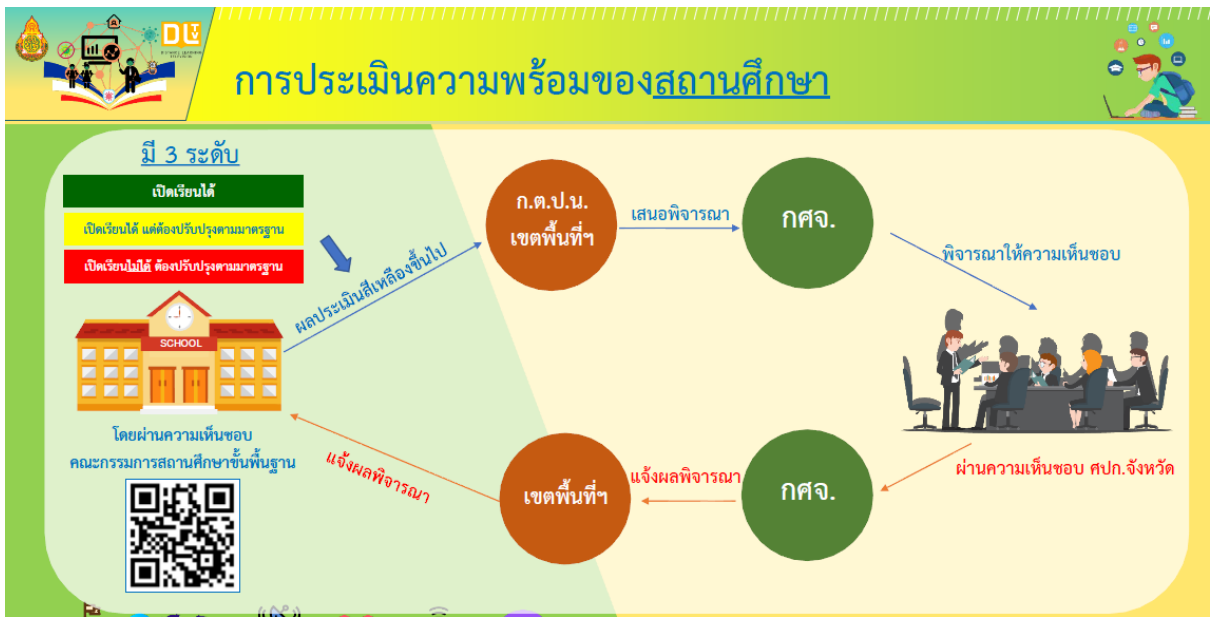 DLTV
การประเมินความพร้อมของสถานศึกษา
มี 3 ระดับ
เปิดเรียนได้
เปิดเรียนได้ แต่ต้องปรับปรุงตามมาตรฐาน
เปิดเรียนไม่ได้ ต้องปรับปรุงตามมาตรฐาน
SCHOOL
โดยผ่านความเห็นชอบ
คณะกรรมการสถานศึกษาขั้นพื้นฐาน
ผลประเมินสีเหลืองขึ้นไป
ก.ต.ป.น.
เขตพื้นที่ฯ
เสนอพิจารณา
กศจ.
พิจารณาให้ความเห็นชอบ
ผ่านความเห็นชอบ ศปก.จังหวัด
กศจ.
แจ้งผลพิจารณา
เขตพื้นที่ฯ
แจ้งผลพิจารณา